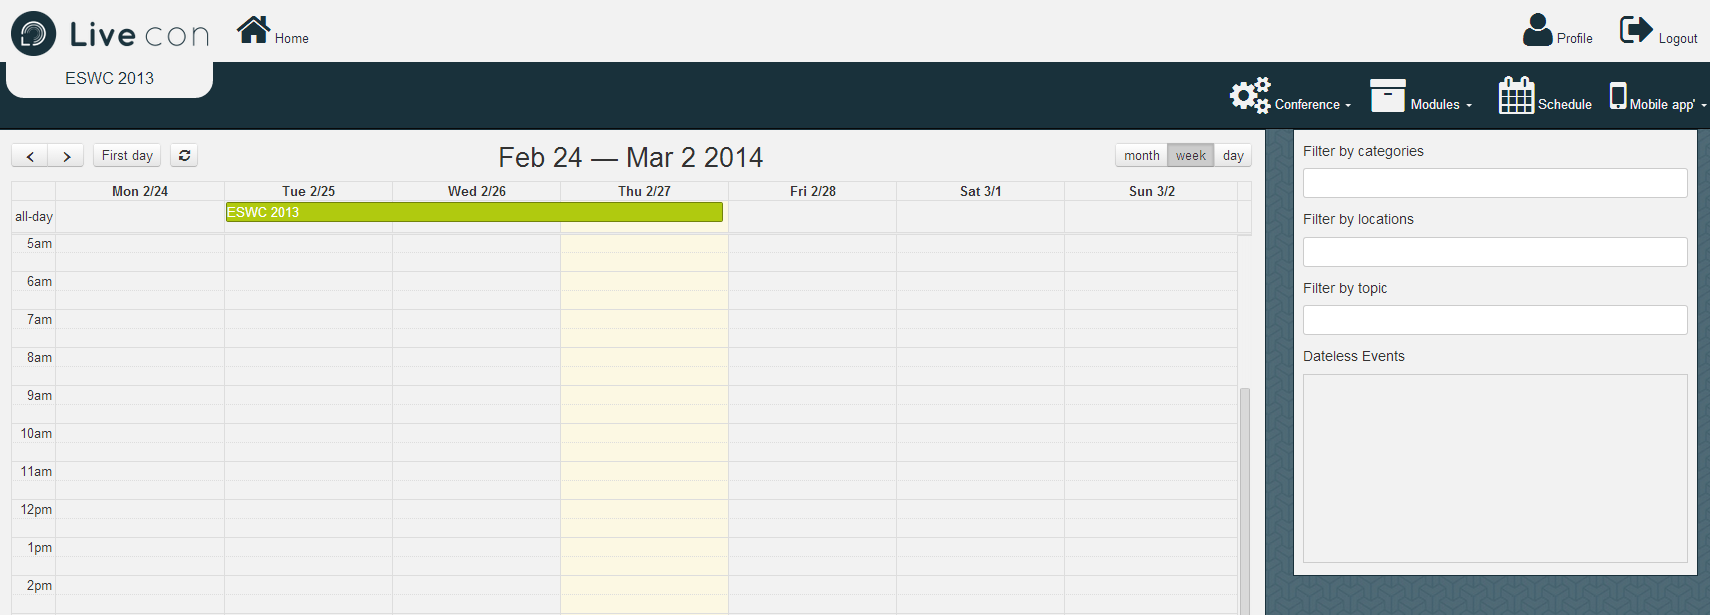 Live con
Home
Profile
Logout
ESWC 2013
Conference
Modules
Schedule
Mobile app'
First day
Feb 24 — Mar 2 2014
month
week
day
Mon 2/24
Tue 2/25
Wed 2/26
Thu 2/27
Fri 2/28
Sat 3/1
Sun 3/2
all-day
ESWC 2013
5am
6am
7am
8am
9am
10am
11am
12pm
1pm
2pm
Filter by categories
Filter by locations
Filter by topic
Dateless Events